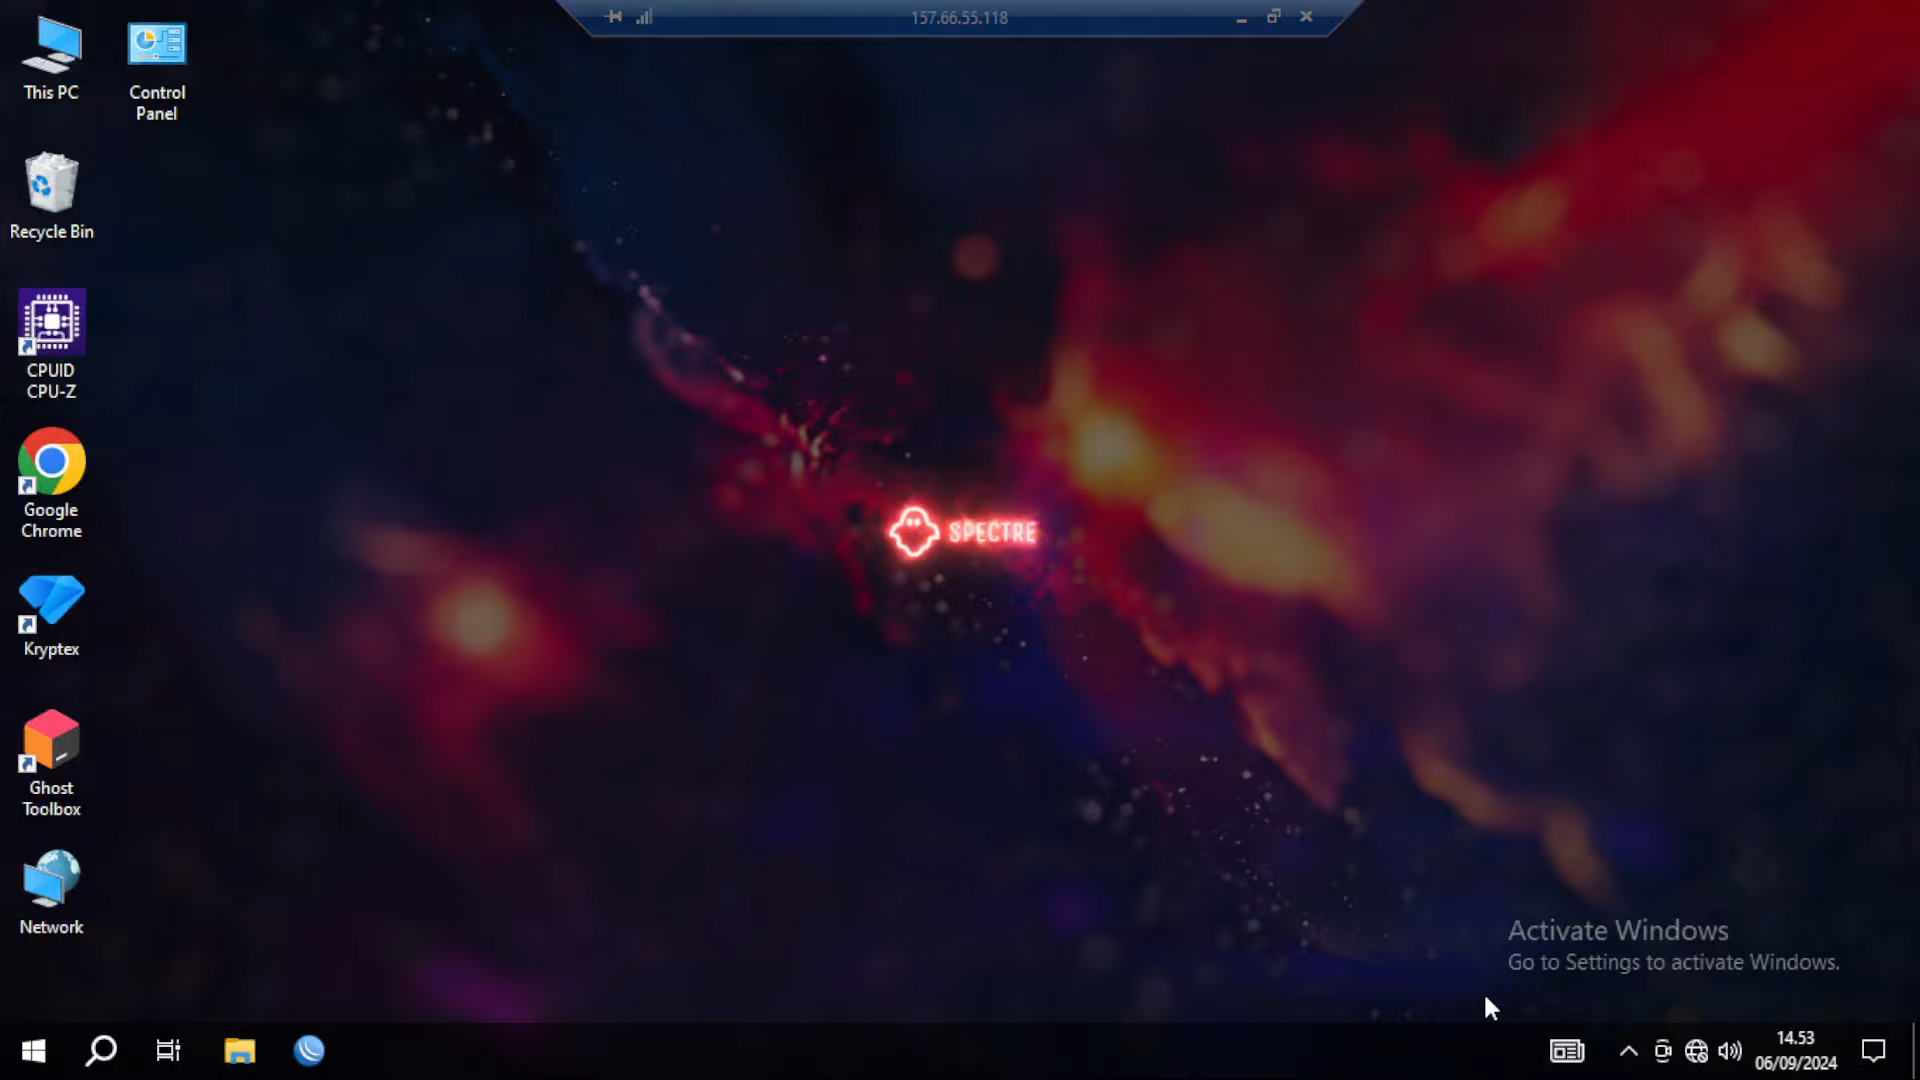 157.66.55.118
This PC
Control
Panel
Recycle Bin
CPUID
CPU-Z
Google
Chrome
SPECTRE
Kryptex
Ghost
Toolbox
Network
Activate Windows
Go to Settings to activate Windows.
14.53
06/09/2024